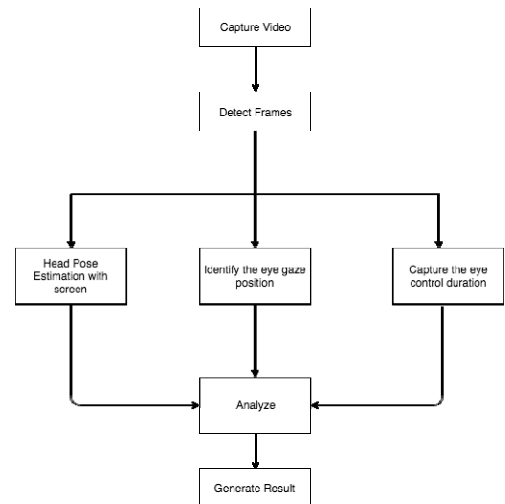 Capture Video
Detect Frames
Head Pose
Estimation with
screen
Identify the eye gaze
position
Capture the eye
control duration
Analyze
Generate Result